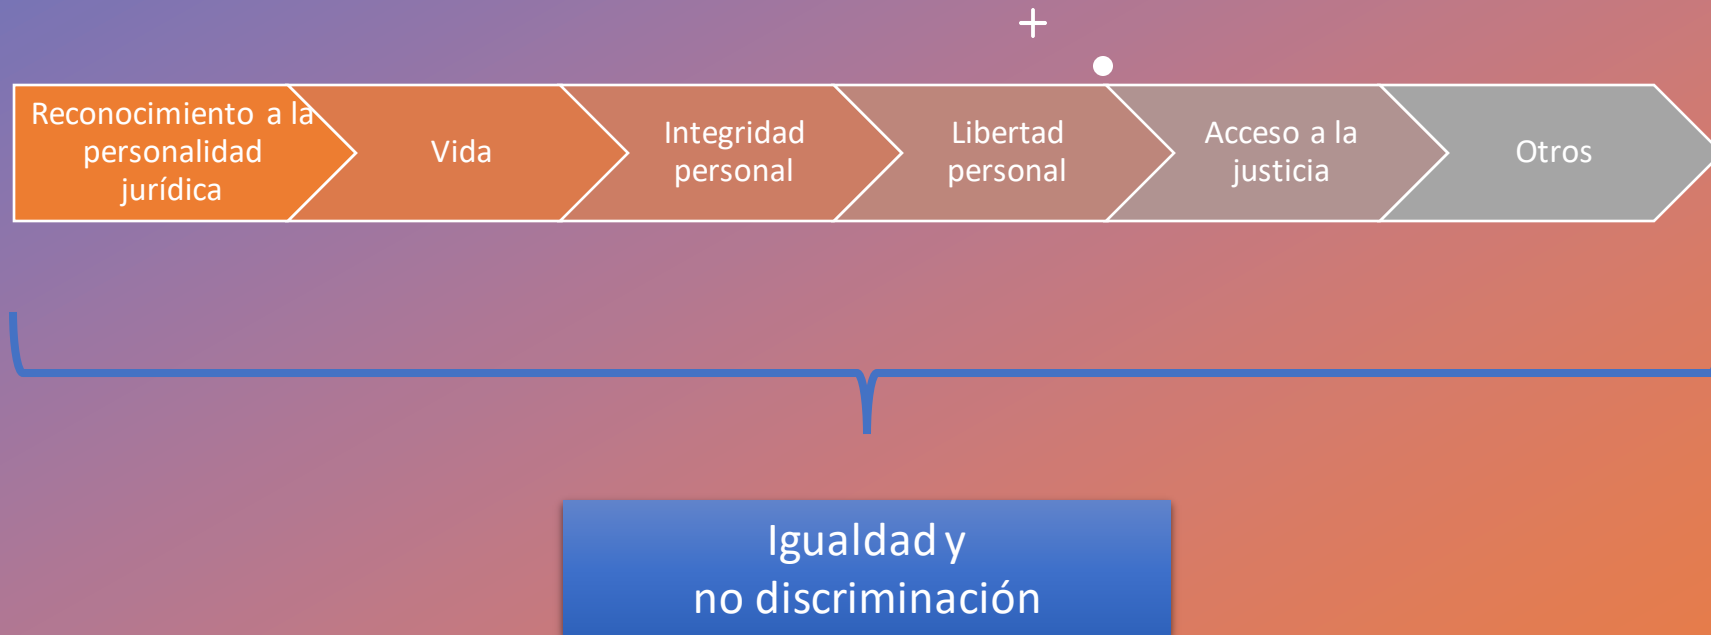 Reconocimiento a la
personalidad
jurídica
Vida
Integridad
personal
Libertad
personal
Acceso a la
justicia
Otros
Igualdad y
no discriminación